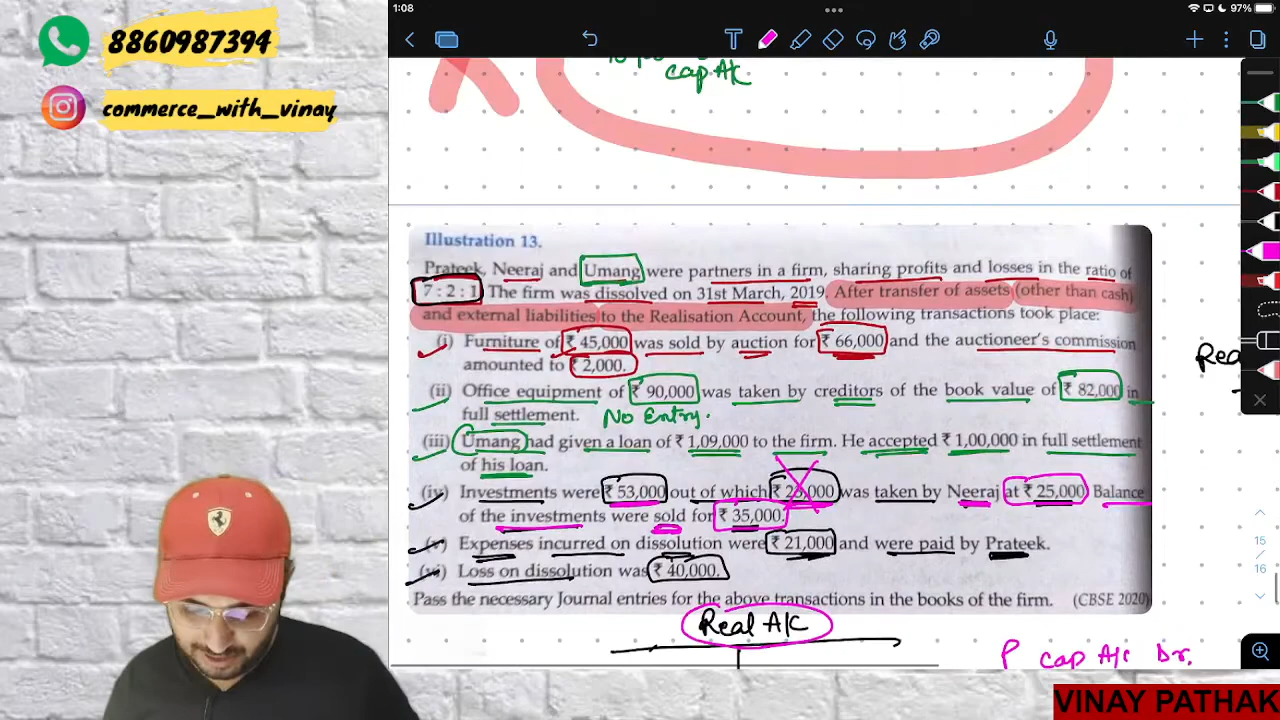 1:08
97%
8860987394
commerce_with_vinay
cap A/c
Illustration 13.
Prateek, Neeraj and Umang were partners in a firm, sharing profits and losses in the ratio of
7 : 2 : 1. The firm was dissolved on 31st March, 2019. After transfer of assets (other than cash)
and external liabilities to the Realisation Account, the following transactions took place:
(i) Furniture of ₹ 45,000 was sold by auction for ₹ 66,000 and the auctioneer's commission
amounted to ₹ 2,000.
(ii) Office equipment of ₹ 90,000 was taken by creditors of the book value of ₹ 82,000 in
full settlement. No Entry.
(iii) Umang had given a loan of ₹ 1,09,000 to the firm. He accepted ₹ 1,00,000 in full settlement
of his loan.
(iv) Investments were ₹ 53,000 out of which was taken by Neeraj at ₹ 25,000. Balance
of the investments were sold for ₹ 35,000.
(v) Expenses incurred on dissolution were ₹ 21,000 and were paid by Prateek.
(vi) Loss on dissolution was ₹ 40,000.
Pass the necessary Journal entries for the above transactions in the books of the firm. (CBSE 2020)
Real A/C
P cap A/c Dr.
15
16
VINAY PATHAK